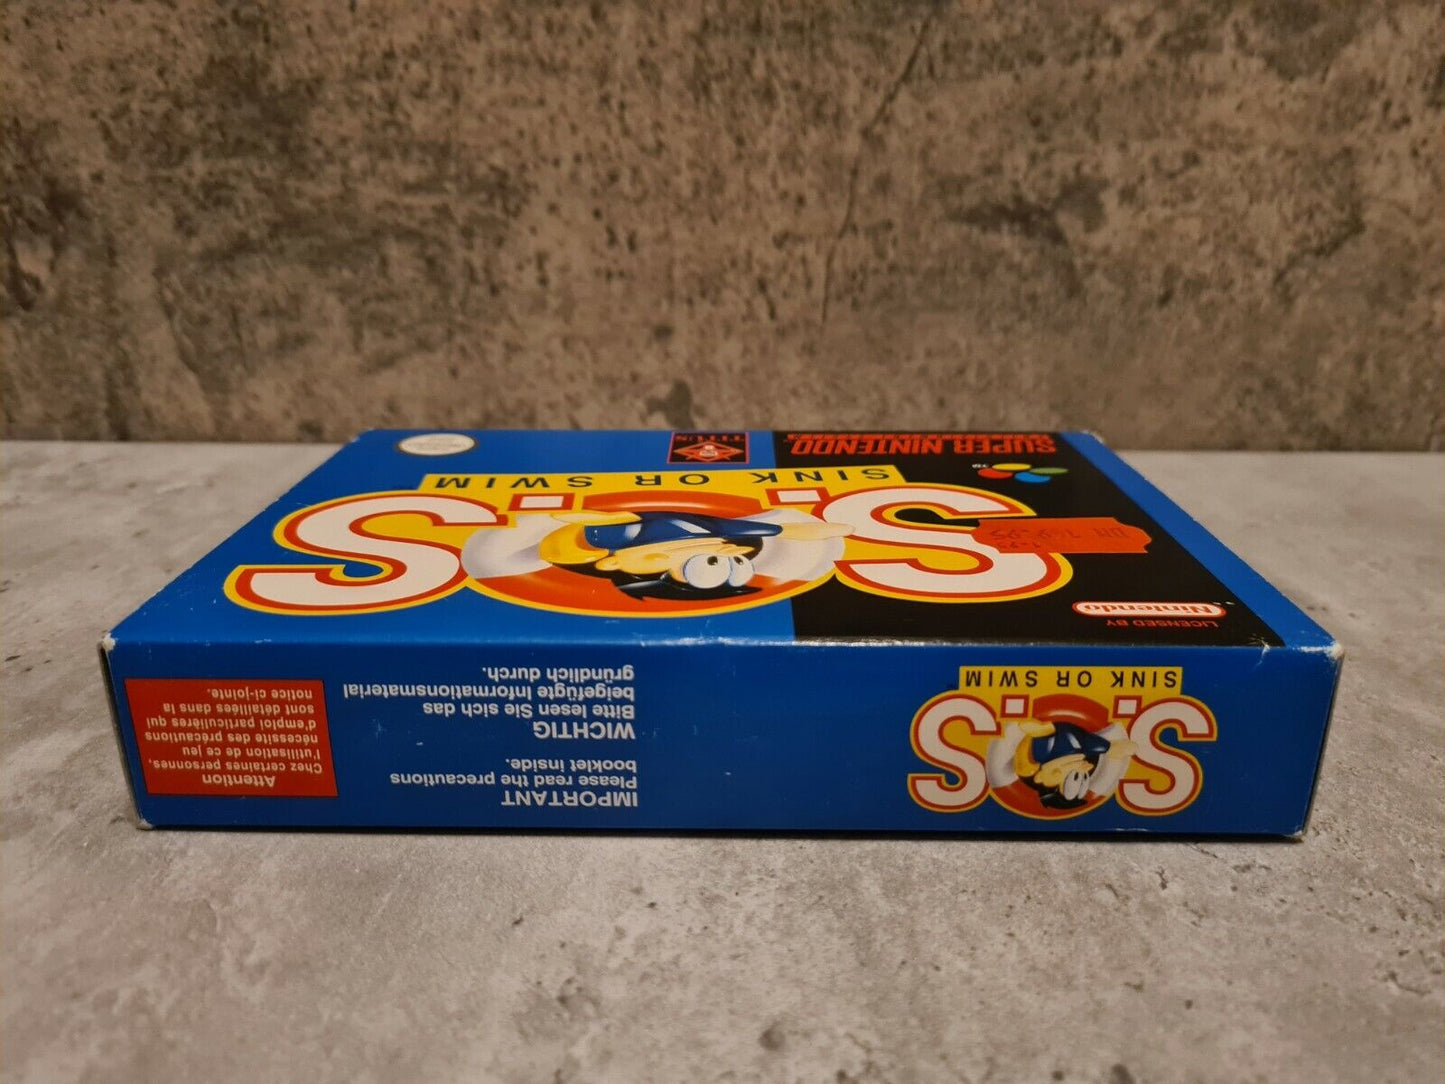 SUPER NINTENDO
TITUS
SINK OR SWIM
S.O.S
LICENSED BY
Nintendo
SINK OR SWIM
S.O.S
IMPORTANT
Please read the precautions
booklet inside.
WICHTIG
Bitte lesen Sie sich das
beigefügte Informationsmaterial
gründlich durch.
Attention
Chez certaines personnes,
l'utilisation de ce jeu
nécessite des précautions
d'emploi particulières qui
sont détaillées dans la
notice ci-jointe.